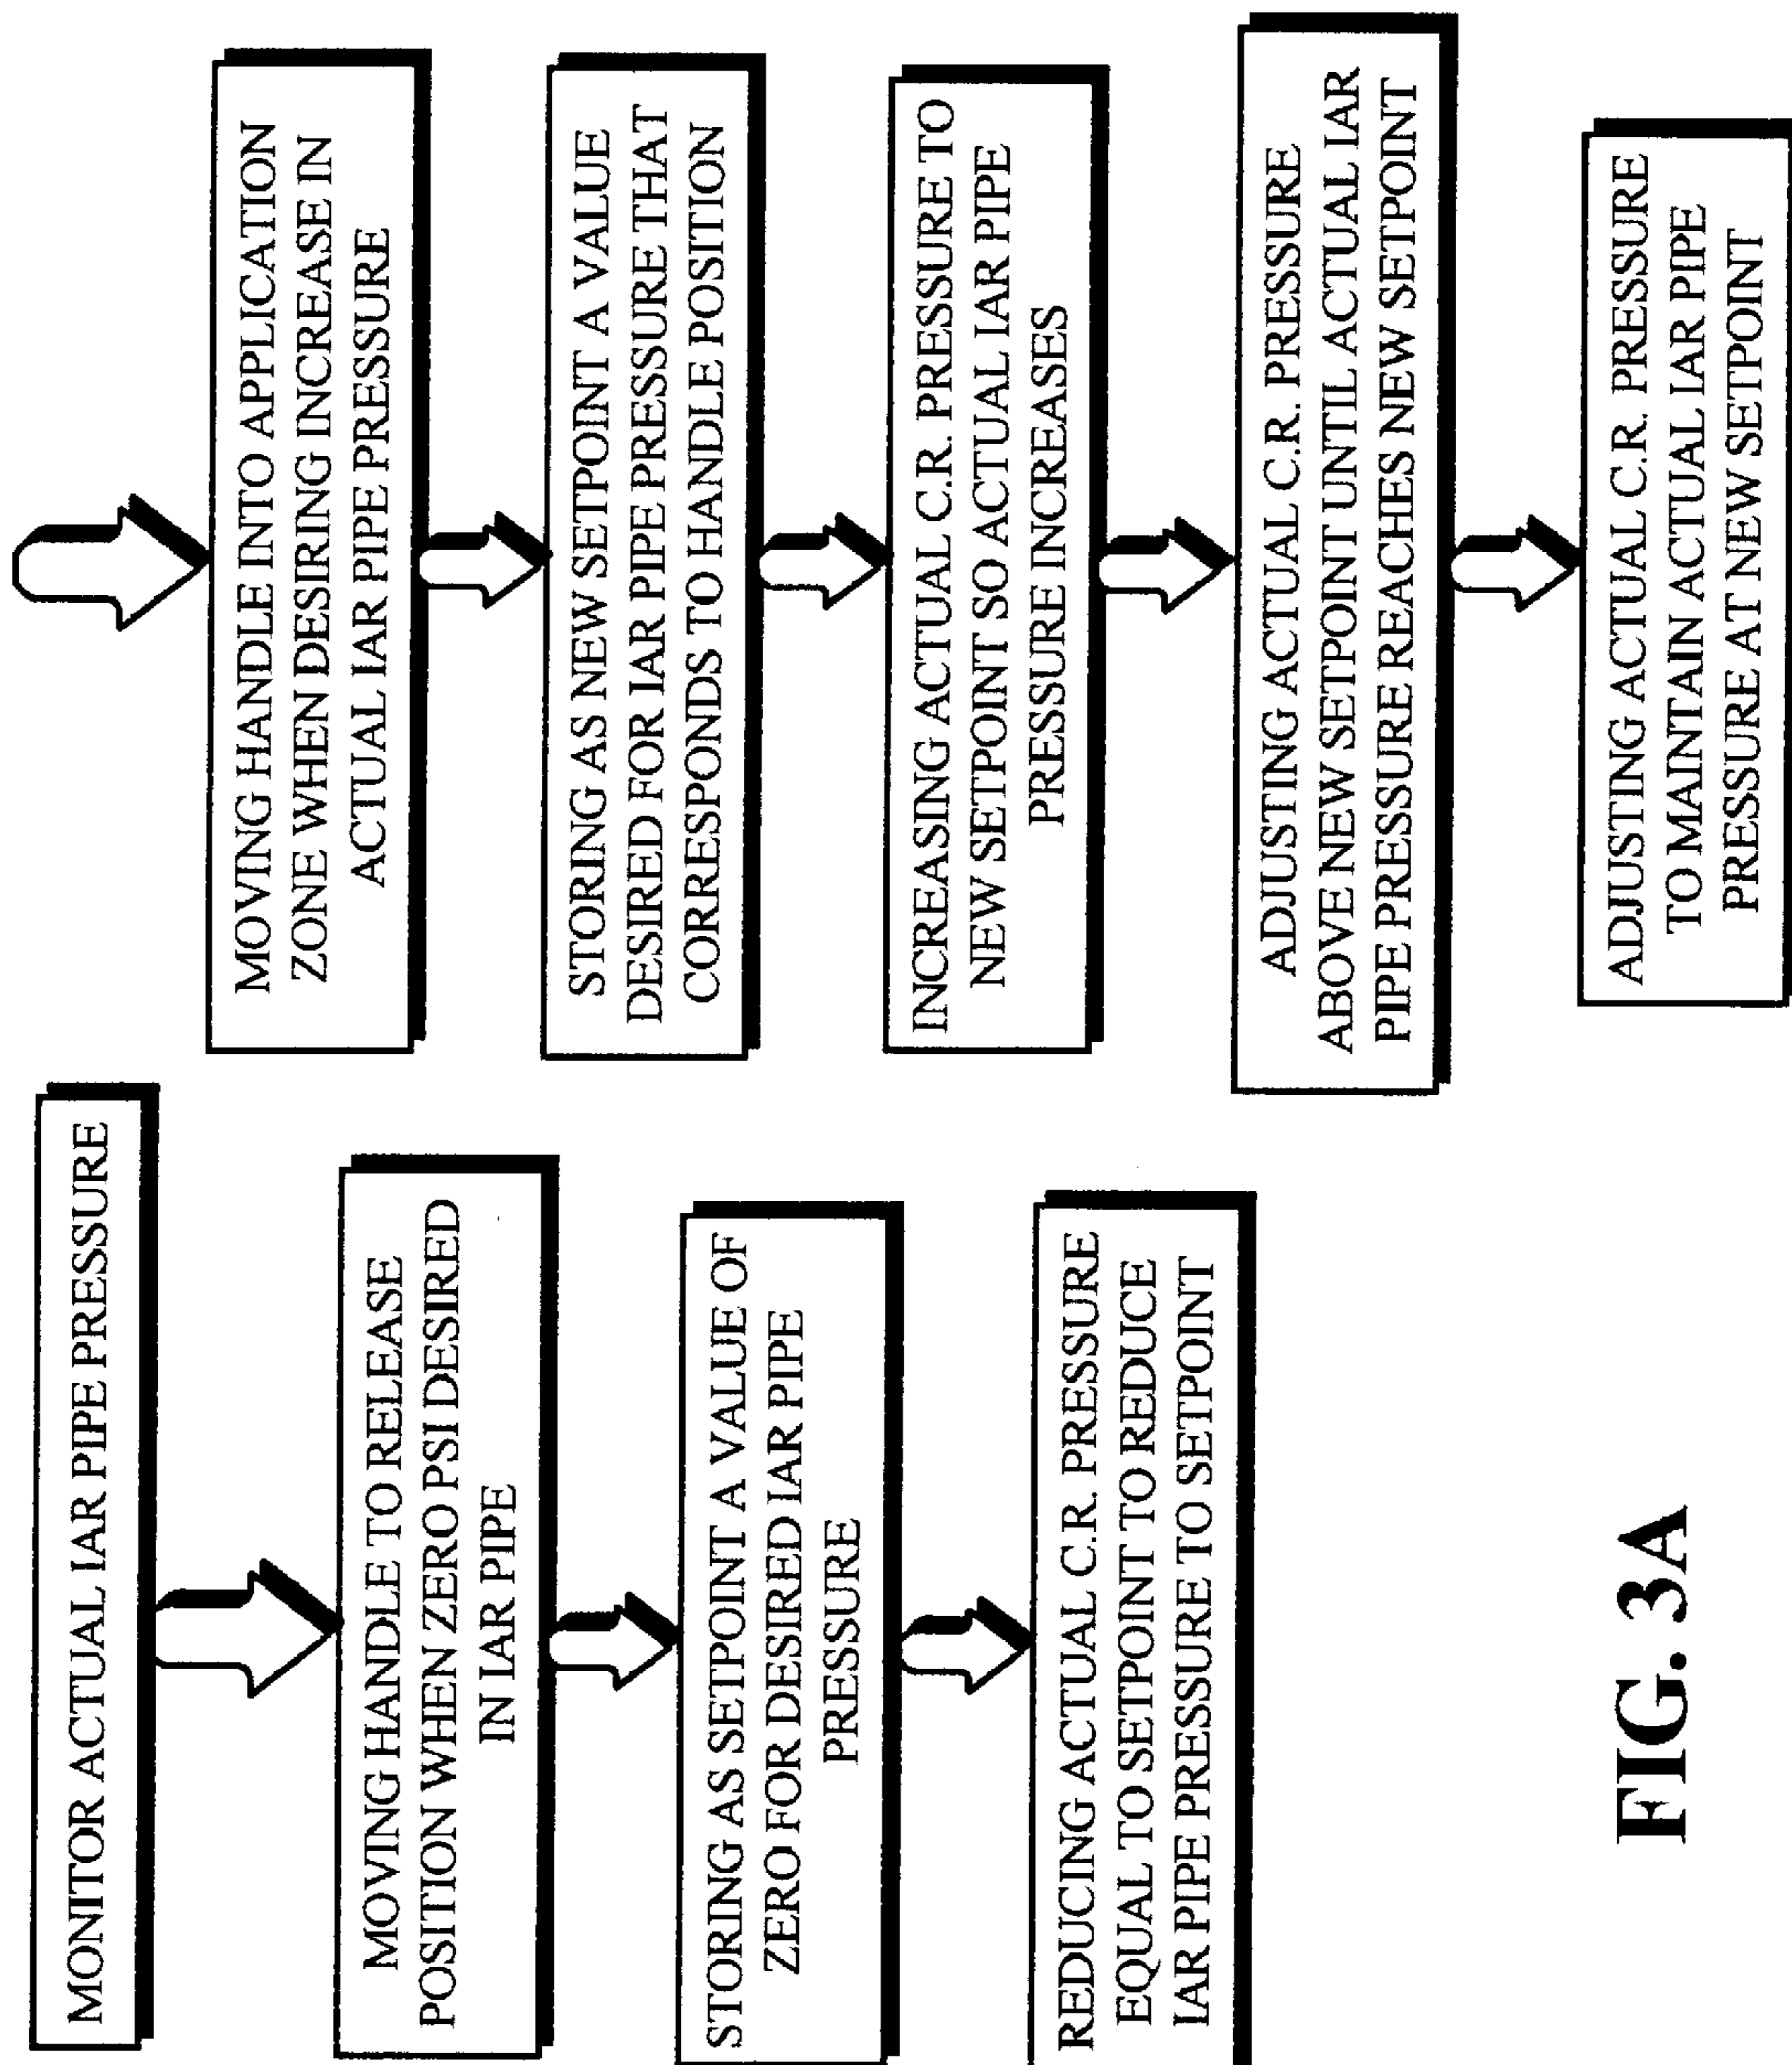 MONITOR ACTUAL IAR PIPE PRESSURE
MOVING HANDLE TO RELEASE
POSITION WHEN ZERO PSI DESIRED
IN IAR PIPE
STORING AS SETPOINT A VALUE OF
ZERO FOR DESIRED IAR PIPE
PRESSURE
REDUCING ACTUAL C.R. PRESSURE
EQUAL TO SETPOINT TO REDUCE
IAR PIPE PRESSURE TO SETPOINT
MOVING HANDLE INTO APPLICATION
ZONE WHEN DESIRING INCREASE IN
ACTUAL IAR PIPE PRESSURE
STORING AS NEW SETPOINT A VALUE
DESIRED FOR IAR PIPE PRESSURE THAT
CORRESPONDS TO HANDLE POSITION
INCREASING ACTUAL C.R. PRESSURE TO
NEW SETPOINT SO ACTUAL IAR PIPE
PRESSURE INCREASES
ADJUSTING ACTUAL C.R. PRESSURE
ABOVE NEW SETPOINT UNTIL ACTUAL IAR
PIPE PRESSURE REACHES NEW SETPOINT
ADJUSTING ACTUAL C.R. PRESSURE
TO MAINTAIN ACTUAL IAR PIPE
PRESSURE AT NEW SETPOINT
FIG. 3A